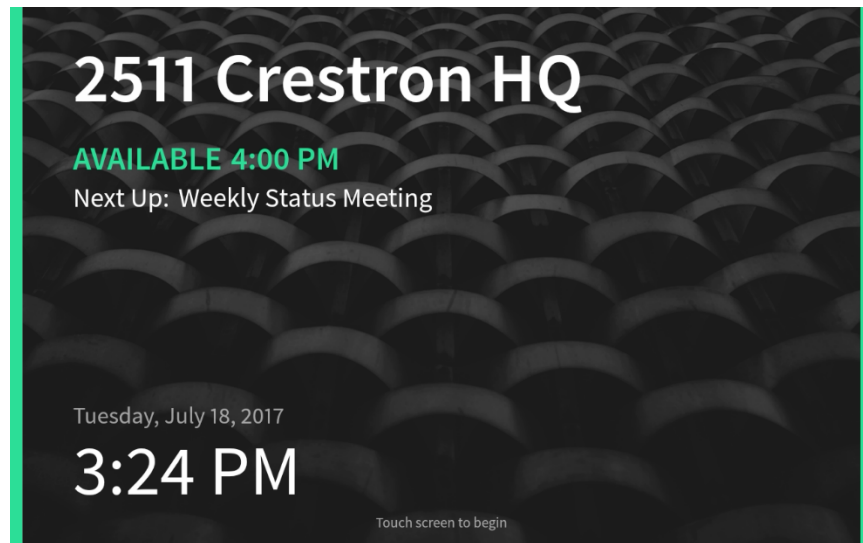 2511 Crestron HQ
AVAILABLE 4:00 PM
Next Up: Weekly Status Meeting
Tuesday, July 18, 2017
3:24 PM
Touch screen to begin